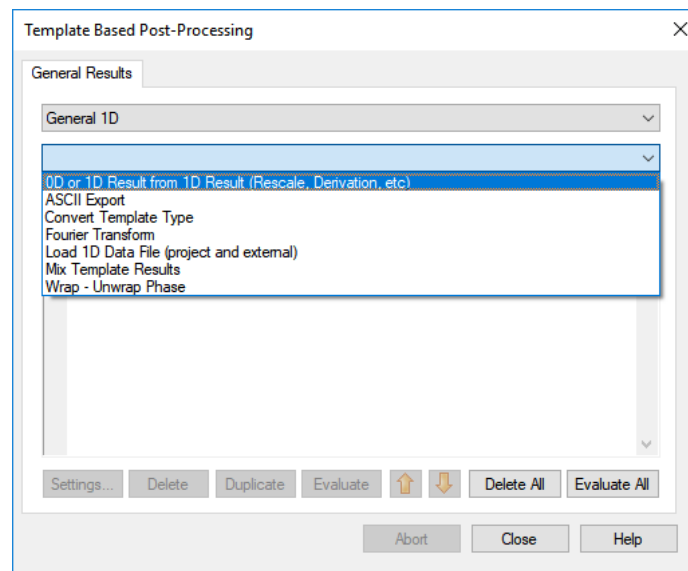 Template Based Post-Processing
General Results
General 1D
0D or 1D Result from 1D Result (Rescale, Derivation, etc)
ASCII Export
Convert Template Type
Fourier Transform
Load 1D Data File (project and external)
Mix Template Results
Wrap - Unwrap Phase
Settings... Delete Duplicate Evaluate Delete All Evaluate All
Abort Close Help